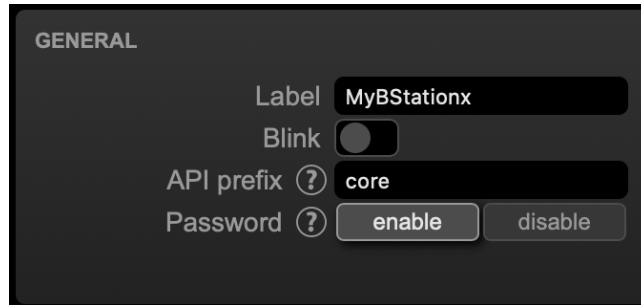 GENERAL
Label MyBStationx
Blink
API prefix ? core
Password ? enable disable